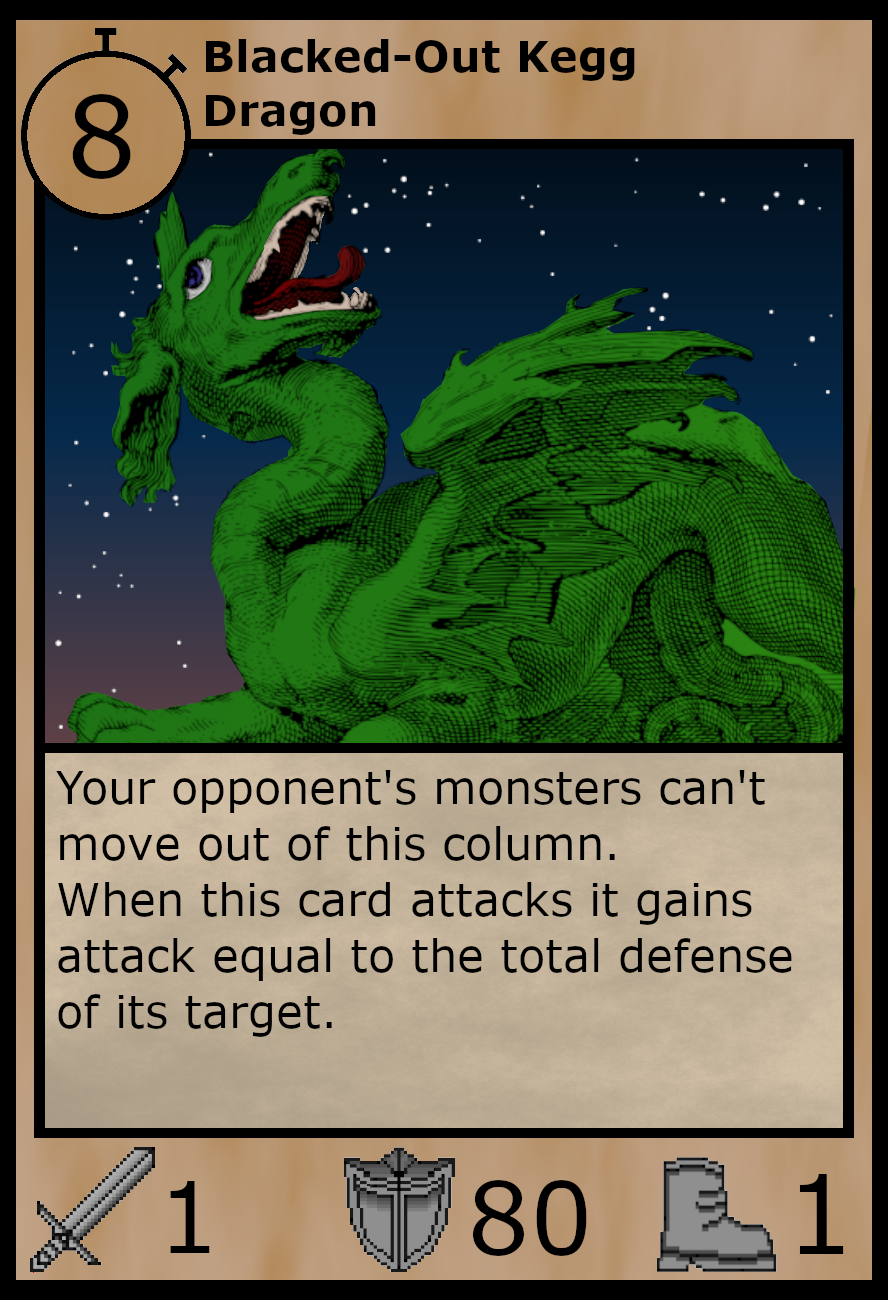 8
Blacked-Out Kegg
Dragon
Your opponent's monsters can't
move out of this column.
When this card attacks it gains
attack equal to the total defense
of its target.
1 80 1